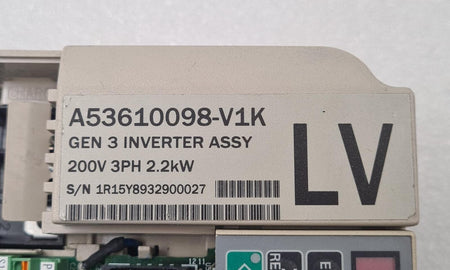 A53610098-V1K
GEN 3 INVERTER ASSY
200V 3PH 2.2kW
S/N 1R15Y8932900027
LV